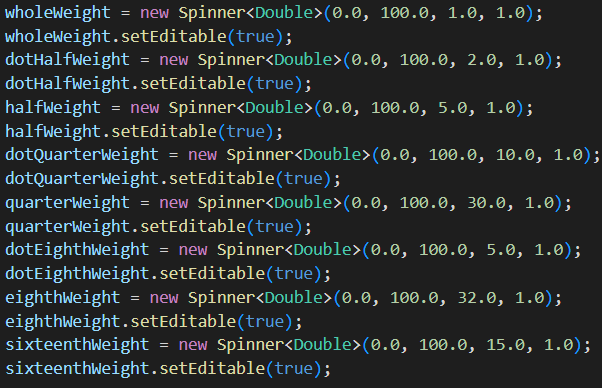 wholeWeight = new Spinner<Double>(0.0, 100.0, 1.0, 1.0);
wholeWeight.setEditable(true);
dotHalfWeight = new Spinner<Double>(0.0, 100.0, 2.0, 1.0);
dotHalfWeight.setEditable(true);
halfWeight = new Spinner<Double>(0.0, 100.0, 5.0, 1.0);
halfWeight.setEditable(true);
dotQuarterWeight = new Spinner<Double>(0.0, 100.0, 10.0, 1.0);
dotQuarterWeight.setEditable(true);
quarterWeight = new Spinner<Double>(0.0, 100.0, 30.0, 1.0);
quarterWeight.setEditable(true);
dotEighthWeight = new Spinner<Double>(0.0, 100.0, 5.0, 1.0);
dotEighthWeight.setEditable(true);
eighthWeight = new Spinner<Double>(0.0, 100.0, 32.0, 1.0);
eighthWeight.setEditable(true);
sixteenthWeight = new Spinner<Double>(0.0, 100.0, 15.0, 1.0);
sixteenthWeight.setEditable(true);